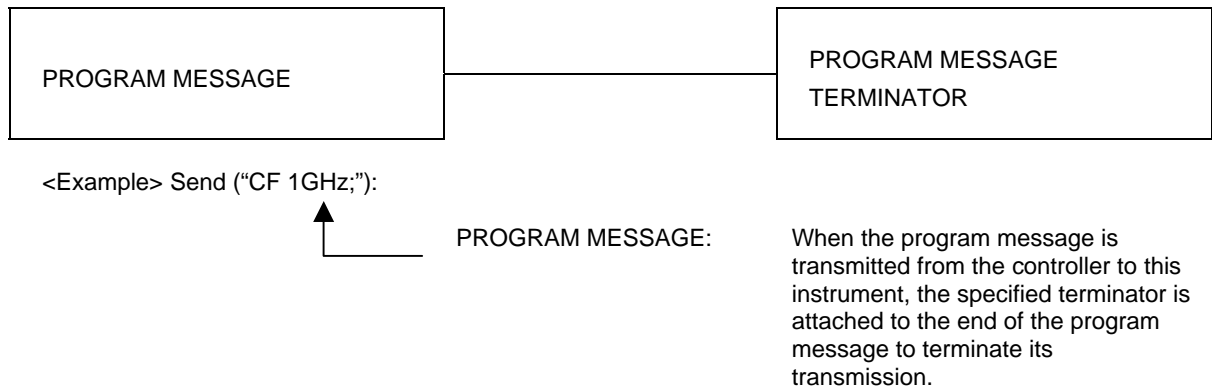 PROGRAM MESSAGE
PROGRAM MESSAGE
TERMINATOR
<Example> Send (“CF 1GHz;”):
PROGRAM MESSAGE:
When the program message is
transmitted from the controller to this
instrument, the specified terminator is
attached to the end of the program
message to terminate its
transmission.